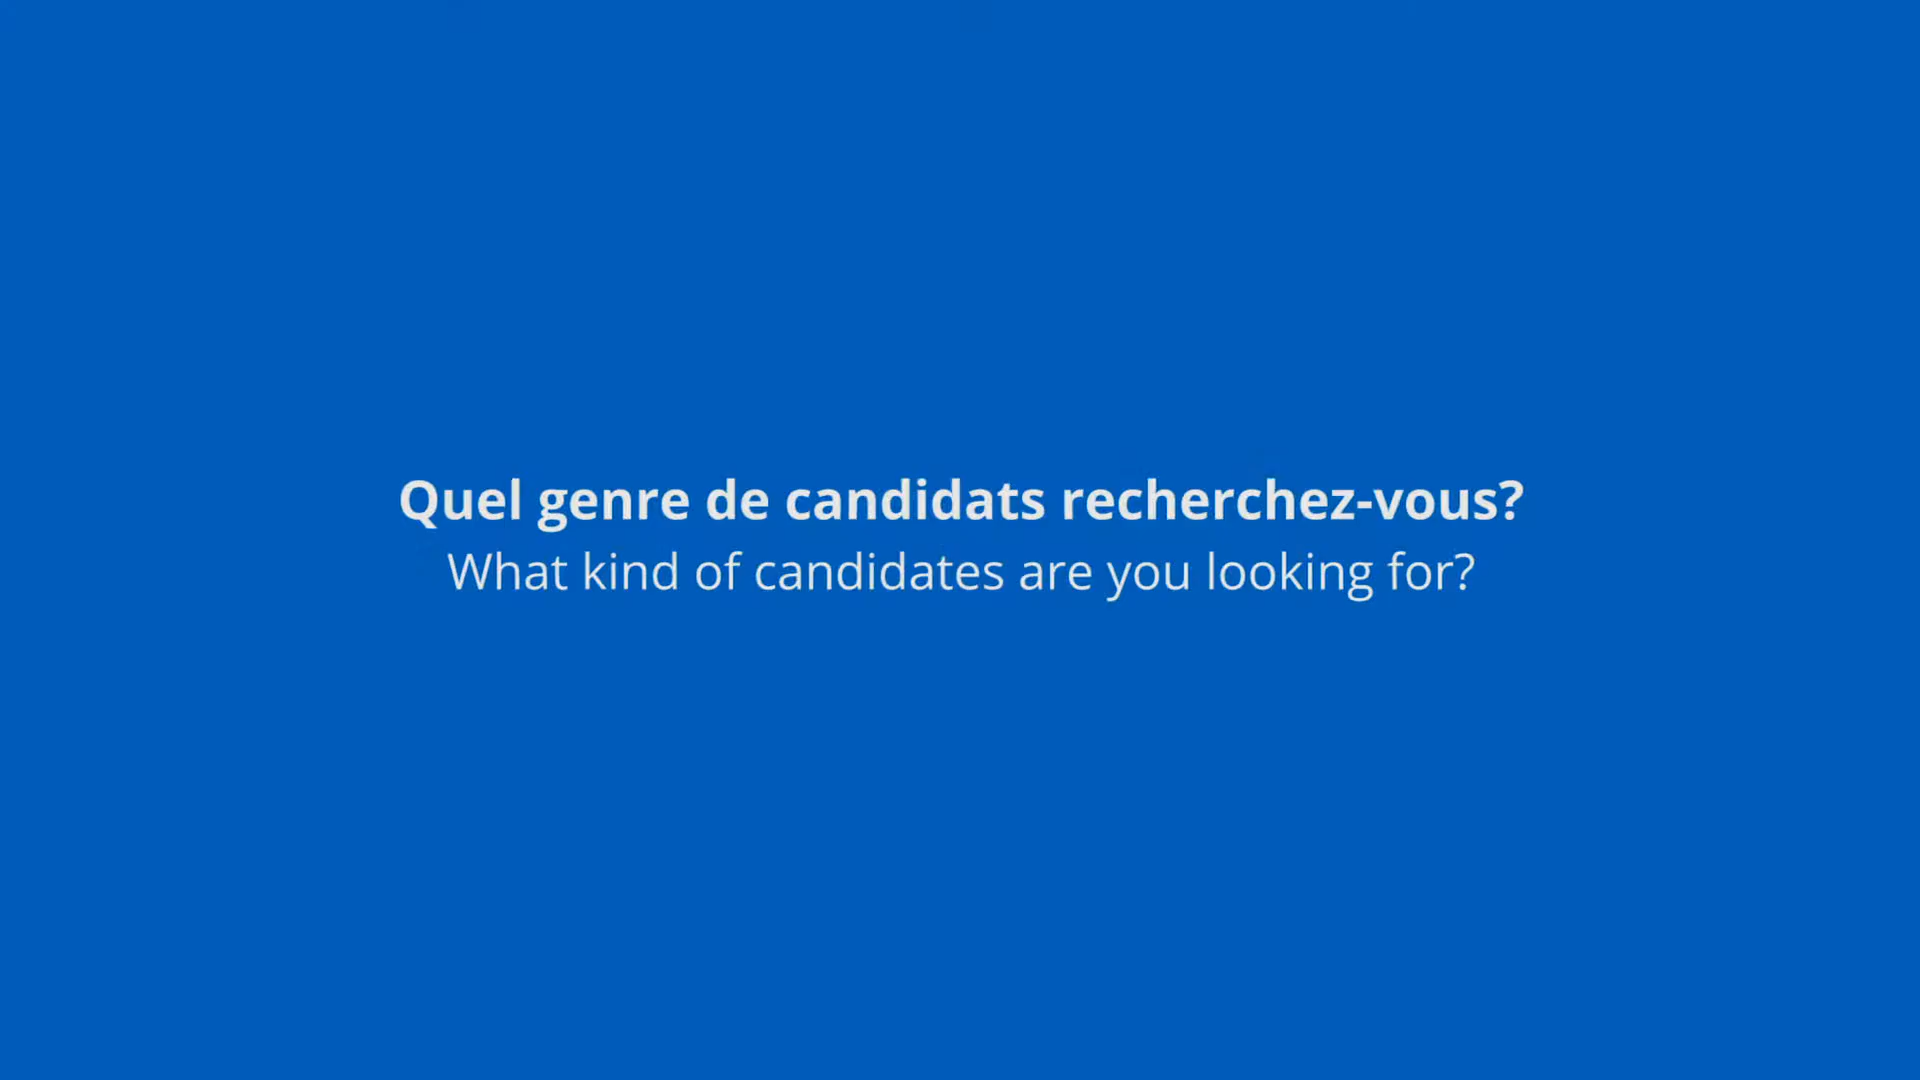 Quel genre de candidats recherchez-vous?
What kind of candidates are you looking for?